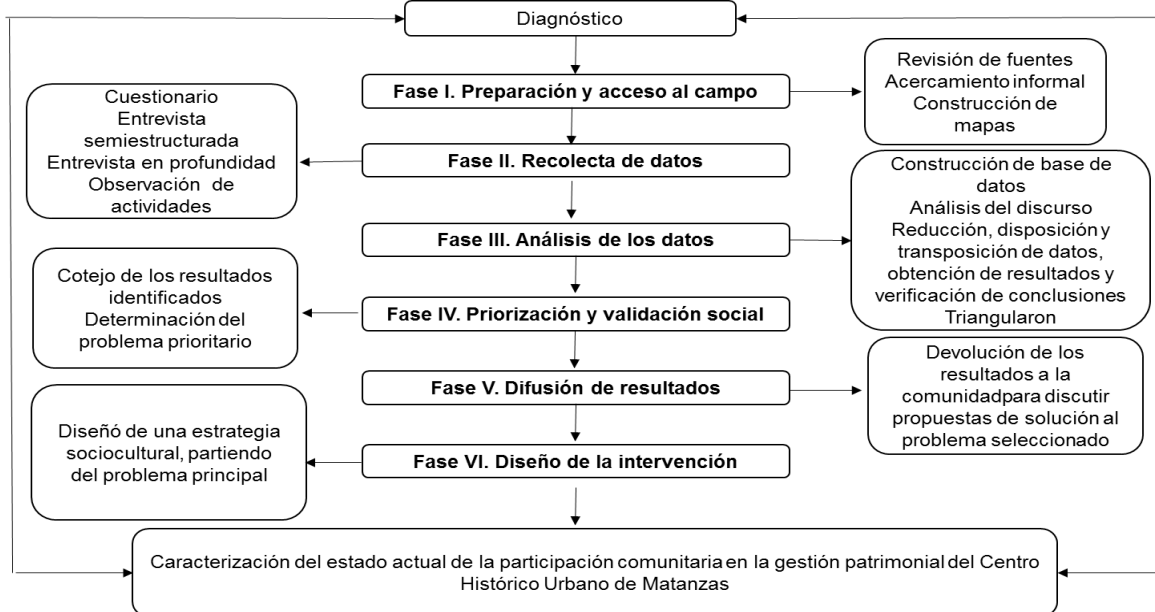 Diagnóstico
Fase I. Preparación y acceso al campo
Revisión de fuentes
Acercamiento informal
Construcción de
mapas
Cuestionario
Entrevista
semiestructurada
Entrevista en profundidad
Observación de
actividades
Fase II. Recolecta de datos
Fase III. Análisis de los datos
Construcción de base de
datos
Análisis del discurso
Reducción, disposición y
transposición de datos,
obtención de resultados y
verificación de conclusiones
Triangularon
Cotejo de los resultados
identificados
Determinación del
problema prioritario
Fase IV. Priorización y validación social
Fase V. Difusión de resultados
Devolución de los
resultados a la
comunidadpara discutir
propuestas de solución al
problema seleccionado
Diseñó de una estrategia
sociocultural, partiendo
del problema principal
Fase VI. Diseño de la intervención
Caracterización del estado actual de la participación comunitaria en la gestión patrimonial del Centro
Histórico Urbano de Matanzas